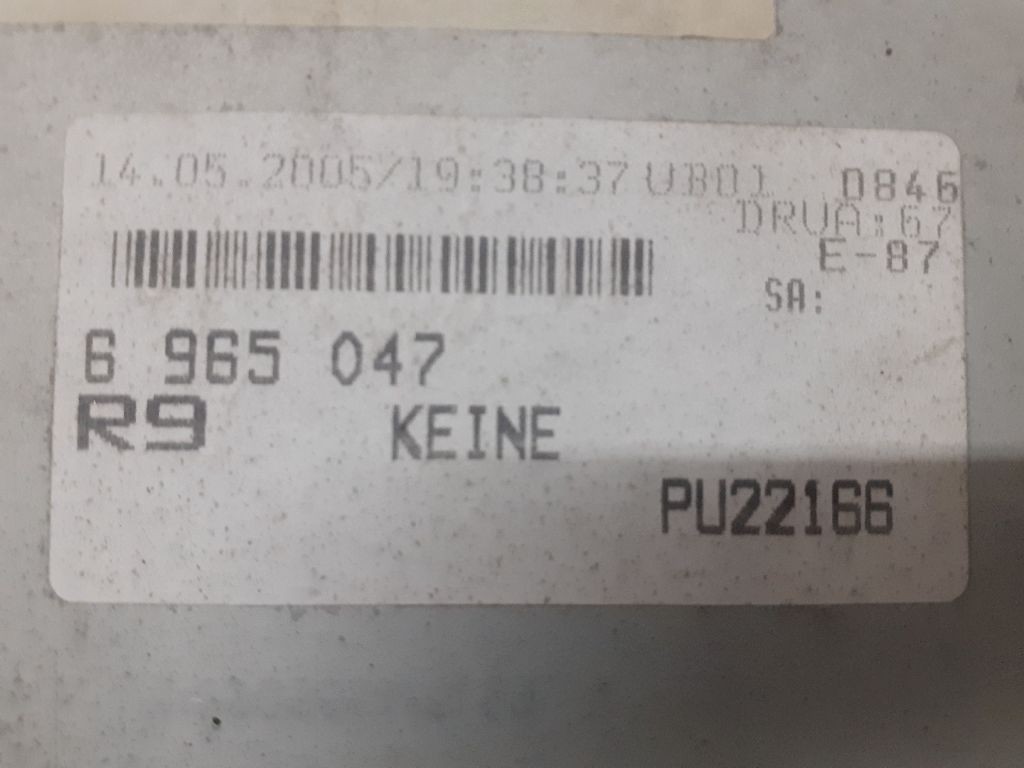 14.05.2005/19:38:37 UB01 0846
DRUA:67
E-87
SA:
6 965 047
R9 KEINE
PU22166